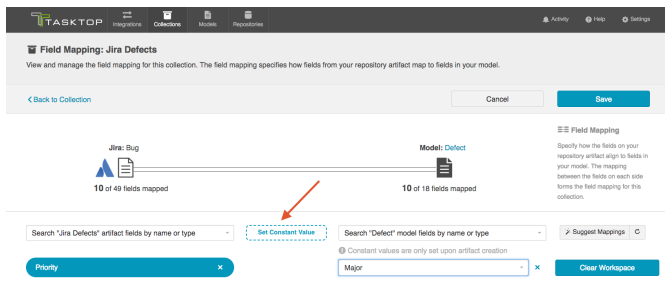 TASKTOP
Integrations
Collections
Models
Repositories
Activity
Help
Settings
Field Mapping: Jira Defects
View and manage the field mapping for this collection. The field mapping specifies how fields from your repository artifact map to fields in your model.
Back to Collection
Cancel
Save
Jira: Bug
Model: Defect
10 of 49 fields mapped
10 of 18 fields mapped
Field Mapping
Specify how the fields on your
repository artifact align to fields in
your model. The mapping
between the fields on each side
forms the field mapping for this
collection.
Search "Jira Defects" artifact fields by name or type
Set Constant Value
Search "Defect" model fields by name or type
Suggest Mappings
Constant values are only set upon artifact creation
Priority
Major
Clear Workspace